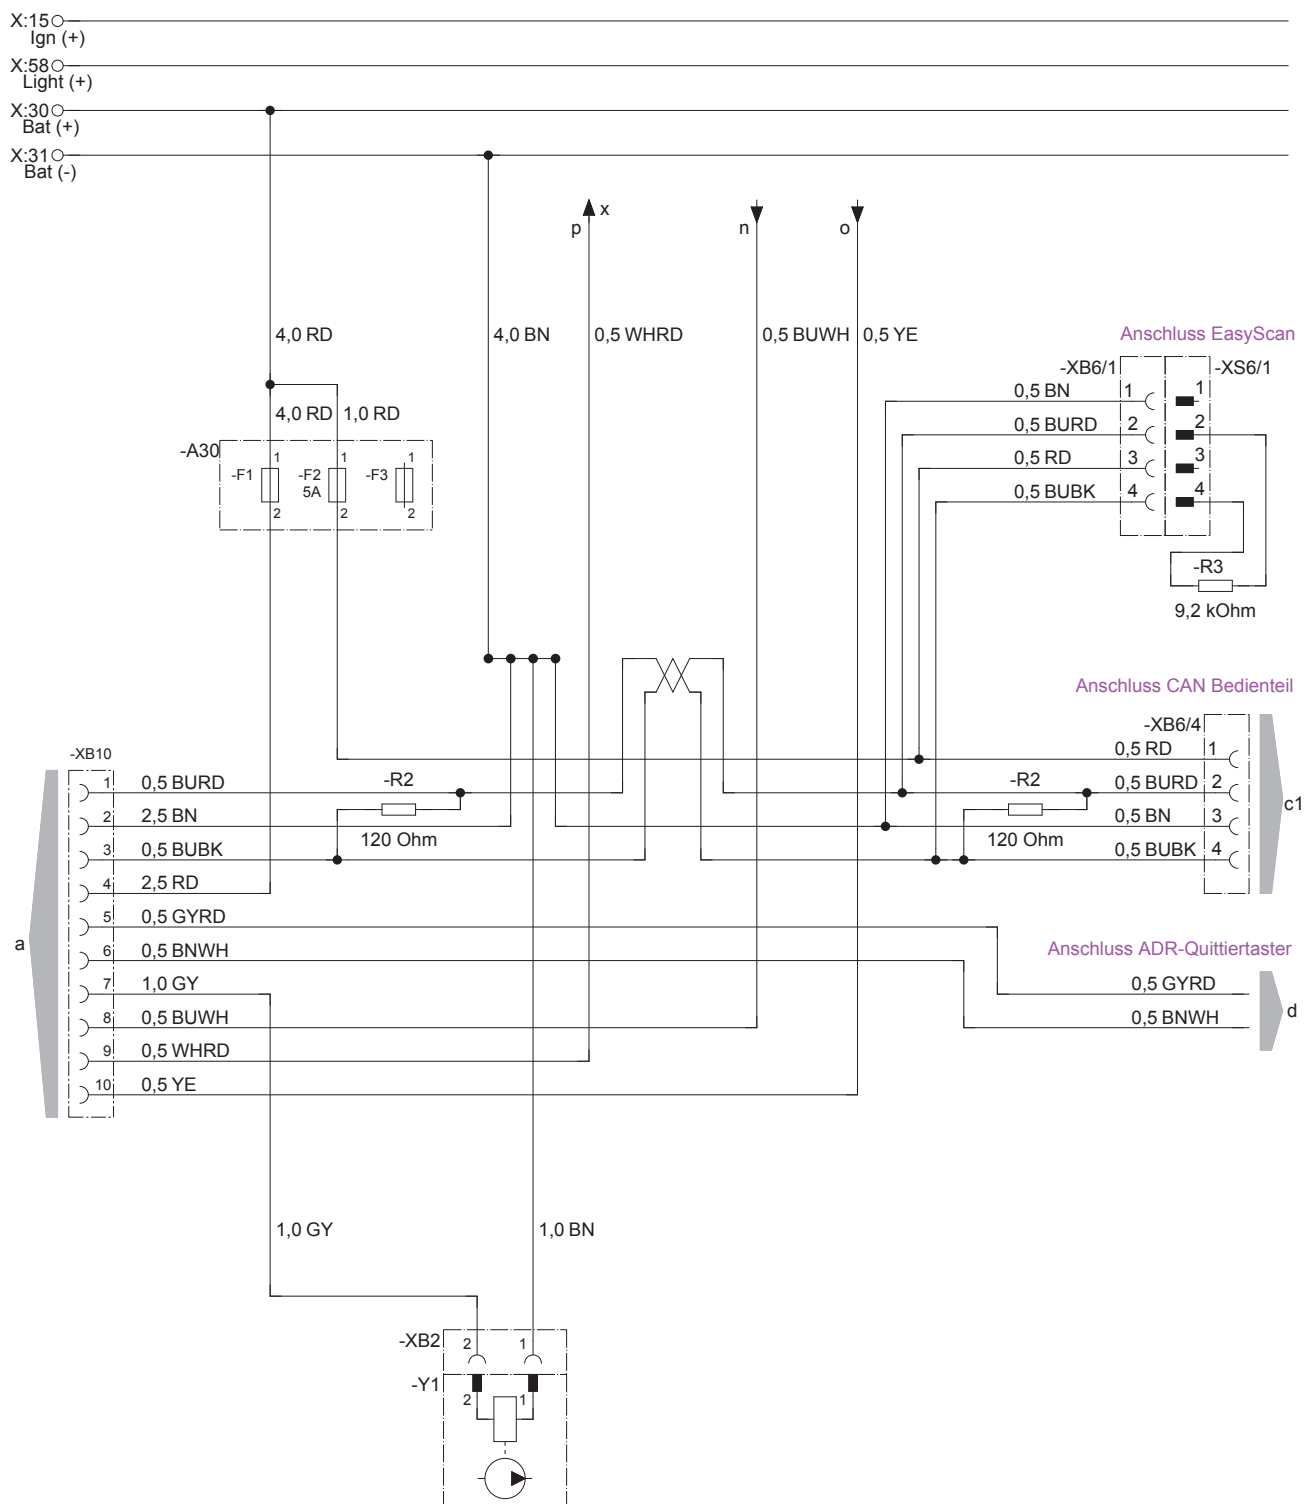 X:15
Ign (+)
X:58
Light (+)
X:30
Bat (+)
X:31
Bat (-)
x
p
n
o
4,0 RD
4,0 BN
0,5 WHRD
0,5 BUWH
0,5 YE
Anschluss EasyScan
-XB6/1
-XS6/1
0,5 BN
1
1
0,5 BURD
2
2
0,5 RD
3
3
0,5 BUBK
4
4
4,0 RD
1,0 RD
-A30
1
1
1
-F1
-F2
5A
-F3
2
2
2
-R3
9,2 kOhm
Anschluss CAN Bedienteil
-XB6/4
0,5 RD
1
0,5 BURD
2
0,5 BN
3
0,5 BUBK
4
c1
-XB10
1
0,5 BURD
2
2,5 BN
3
0,5 BUBK
4
2,5 RD
5
0,5 GYRD
6
0,5 BNWH
7
1,0 GY
8
0,5 BUWH
9
0,5 WHRD
10
0,5 YE
a
-R2
120 Ohm
-R2
120 Ohm
Anschluss ADR-Quittiertaster
0,5 GYRD
0,5 BNWH
d
1,0 GY
1,0 BN
-XB2
2
1
-Y1
2
1